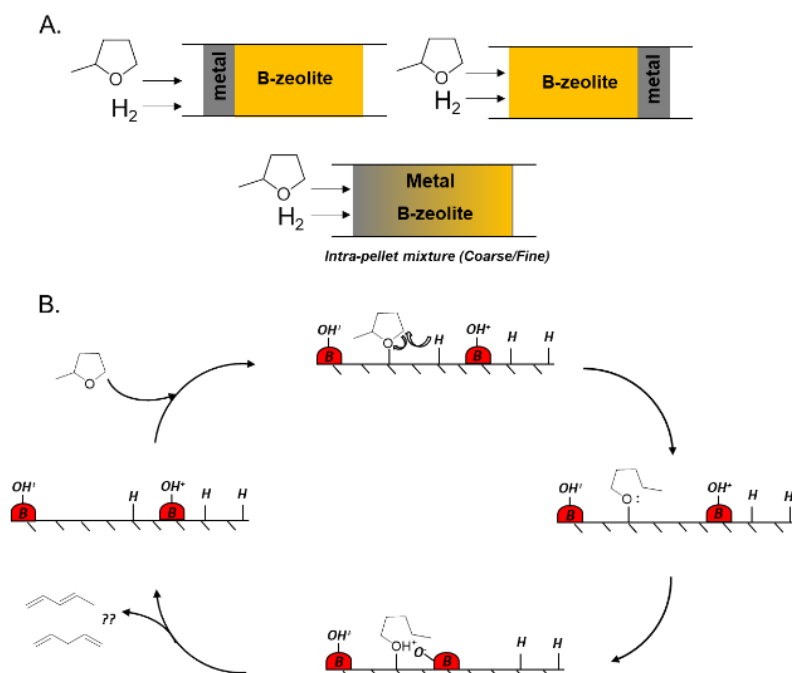 A.
O
H2
metal
B-zeolite
O
H2
B-zeolite
metal
O
H2
Metal
B-zeolite
Intra-pellet mixture (Coarse/Fine)
B.
O
OH⁺
B
O
H
OH⁺
B
H
H
OH⁺
B
H
OH⁺
B
H
H
OH⁺
B
O:
OH⁺
B
H
H
??
OH⁺
B
OH⁺
O⁻
B
H
H